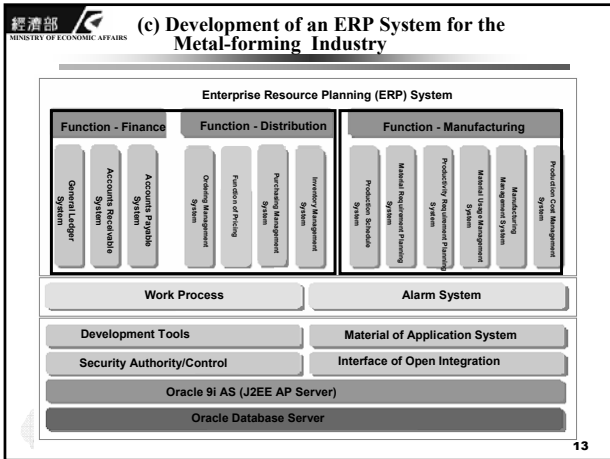 經濟部
MINISTRY OF ECONOMIC AFFAIRS
(c) Development of an ERP System for the
Metal-forming Industry
Enterprise Resource Planning (ERP) System
Function - Finance
Function - Distribution
Function - Manufacturing
General Ledger
System
Accounts Receivable
System
Accounts Payable
System
Ordering Management
System
Function of Pricing
Purchasing Management
System
Inventory Management
System
Production Schedule
System
Material Requirement Planning
System
Productivity Requirement Planning
System
Material Usage Management
System
Manufacturing
Management System
Production Cost Management
System
Work Process
Alarm System
Development Tools
Material of Application System
Security Authority/Control
Interface of Open Integration
Oracle 9i AS (J2EE AP Server)
Oracle Database Server
13